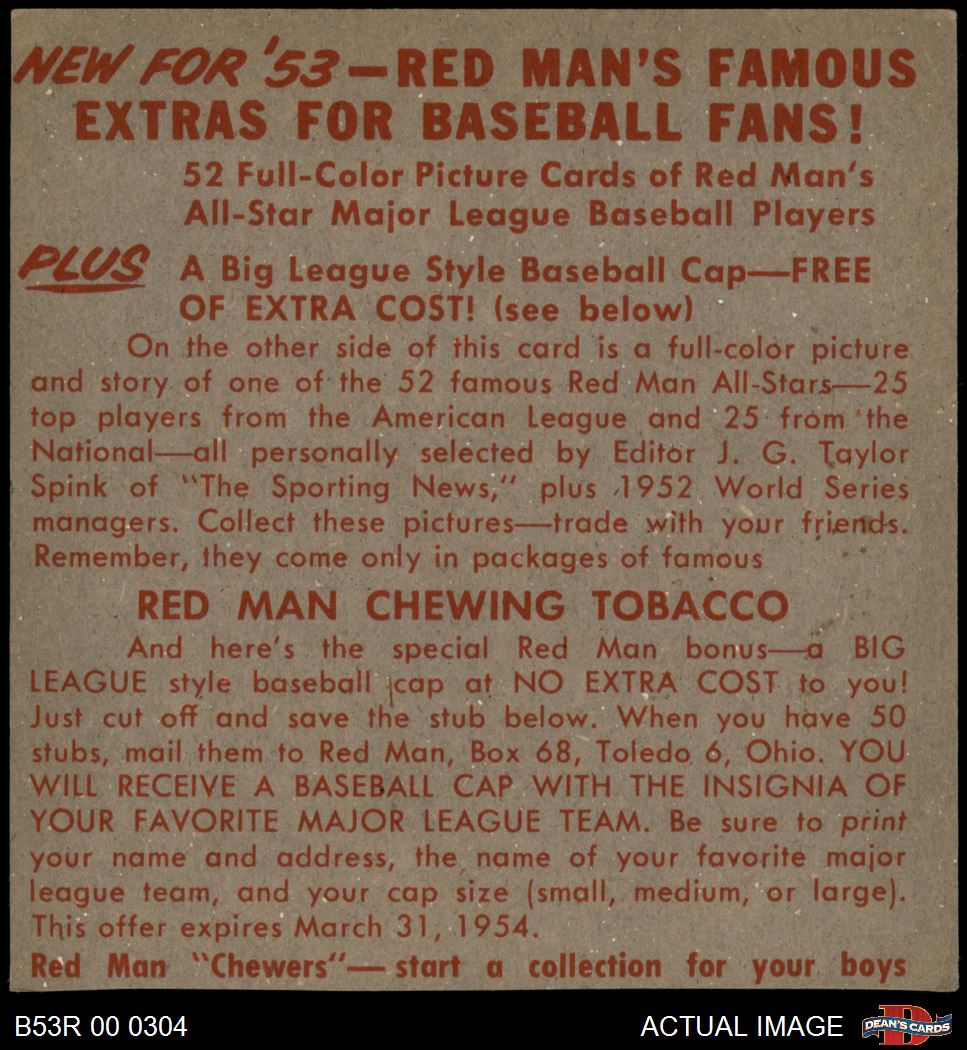 NEW FOR '53—RED MAN'S FAMOUS
EXTRAS FOR BASEBALL FANS!
52 Full-Color Picture Cards of Red Man's
All-Star Major League Baseball Players
PLUS A Big League Style Baseball Cap—FREE
OF EXTRA COST! (see below)
On the other side of this card is a full-color picture
and story of one of the 52 famous Red Man All-Stars—25
top players from the American League and 25 from the
National—all personally selected by Editor J. G. Taylor
Spink of "The Sporting News," plus 1952 World Series
managers. Collect these pictures—trade with your friends.
Remember, they come only in packages of famous
RED MAN CHEWING TOBACCO
And here's the special Red Man bonus—a BIG
LEAGUE style baseball cap at NO EXTRA COST to you!
Just cut off and save the stub below. When you have 50
stubs, mail them to Red Man, Box 68, Toledo 6, Ohio. YOU
WILL RECEIVE A BASEBALL CAP WITH THE INSIGNIA OF
YOUR FAVORITE MAJOR LEAGUE TEAM. Be sure to print
your name and address, the name of your favorite major
league team, and your cap size (small, medium, or large).
This offer expires March 31, 1954.
Red Man "Chewers"—start a collection for your boys
B53R 00 0304
ACTUAL IMAGE
D
DEAN'S CARDS